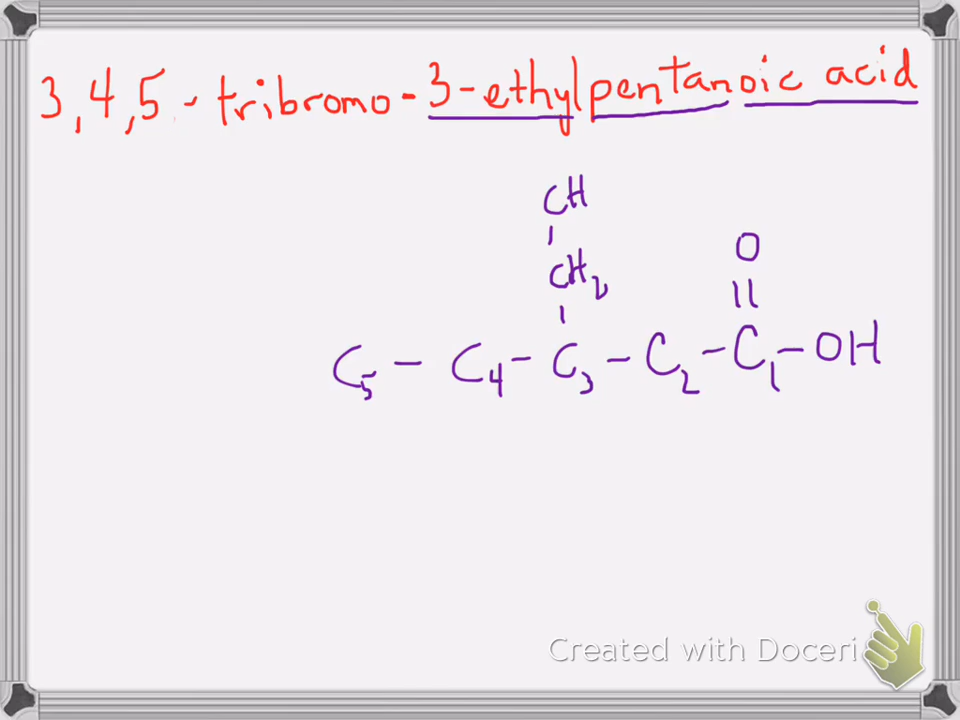 3,4,5-tribromo-3-ethylpentanoic acid
CH
CH2
O
C5 - C4 - C3 - C2 - C1 - OH
Created with Doceri